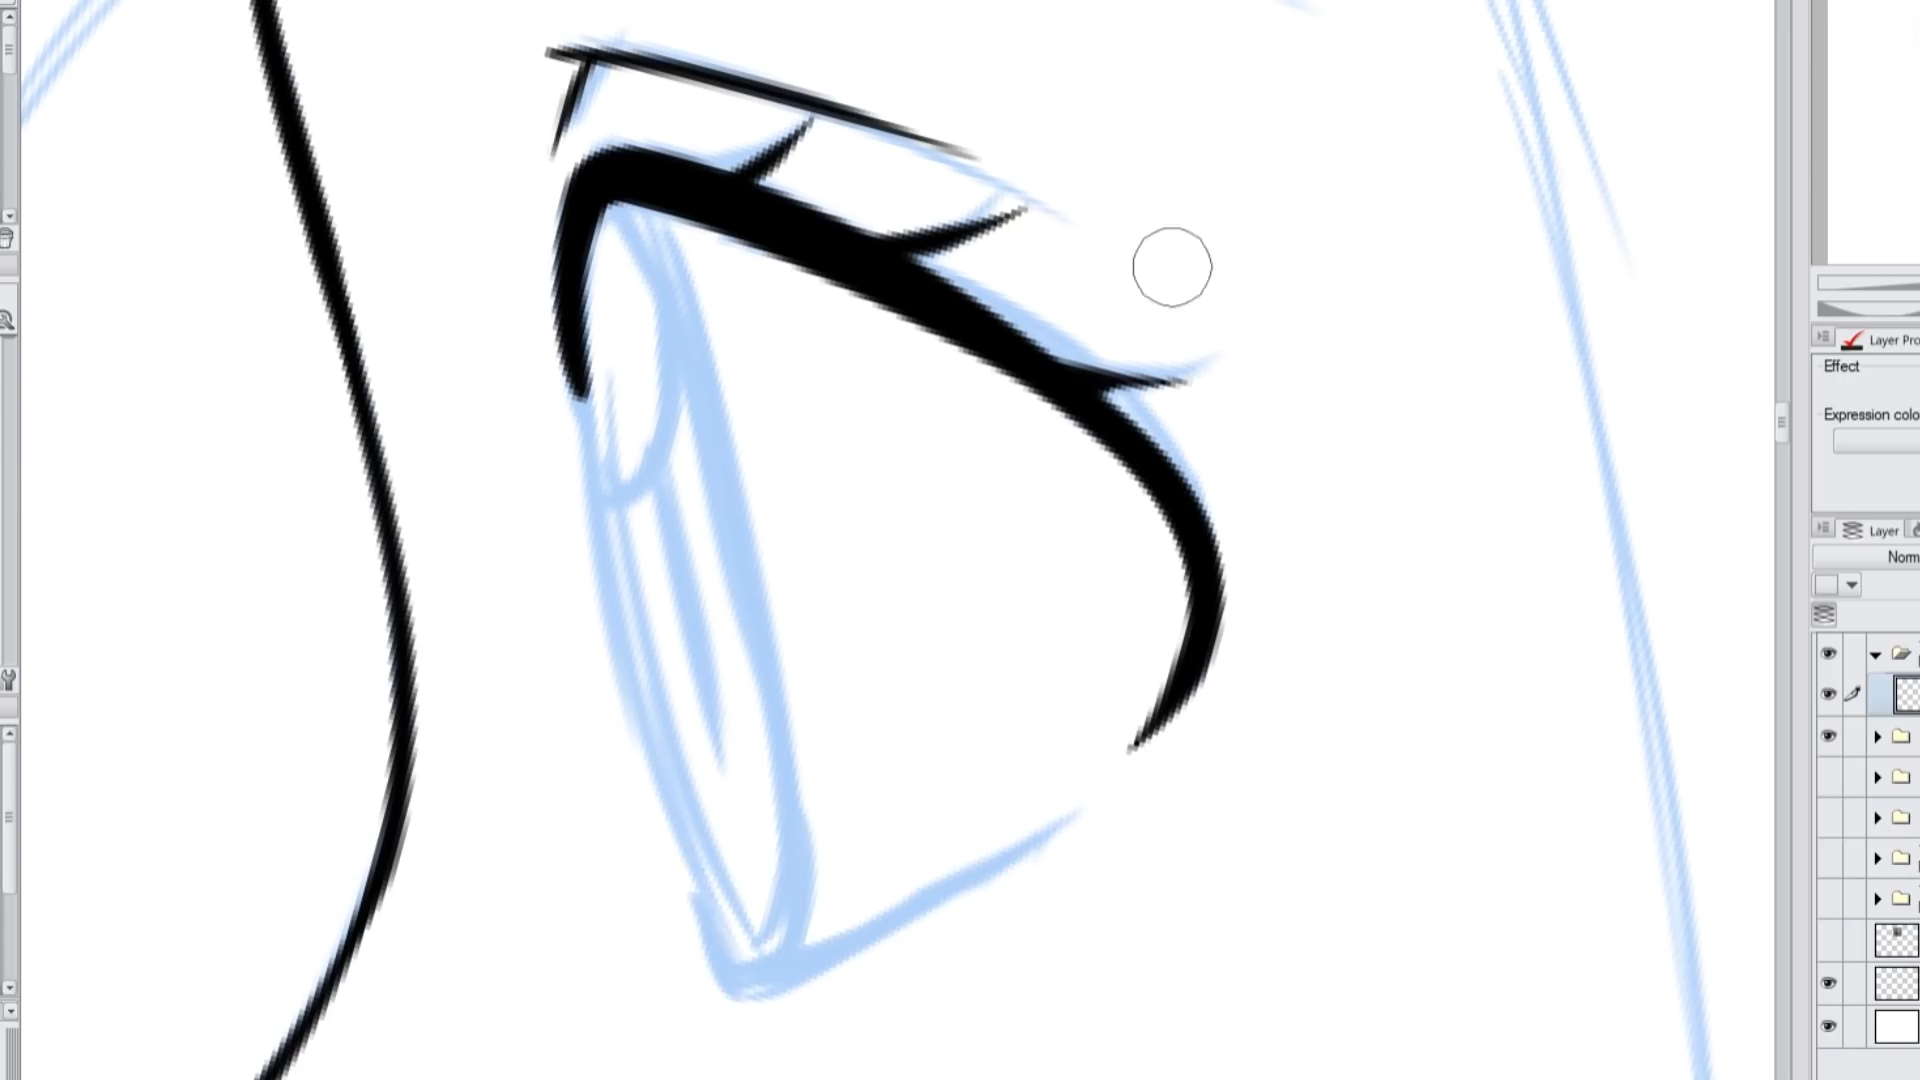 Layer Pro
Effect
Expression colo
Layer
Norm